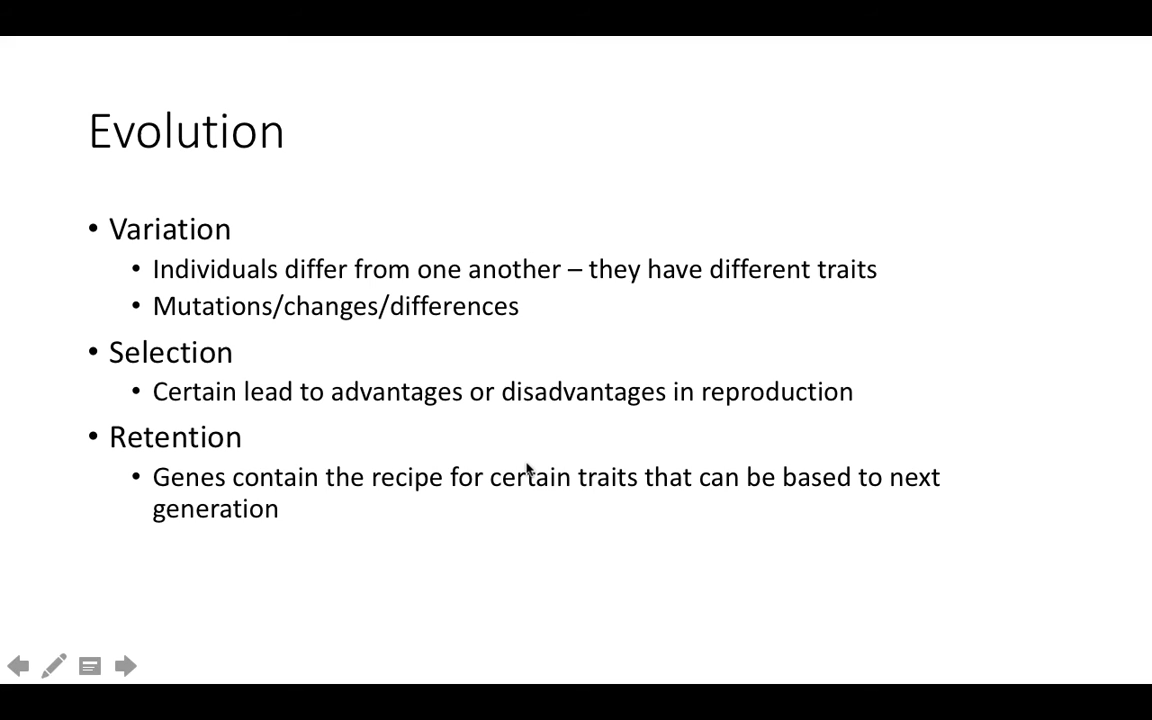 Evolution
• Variation
• Individuals differ from one another – they have different traits
• Mutations/changes/differences
• Selection
• Certain lead to advantages or disadvantages in reproduction
• Retention
• Genes contain the recipe for certain traits that can be based to next
generation